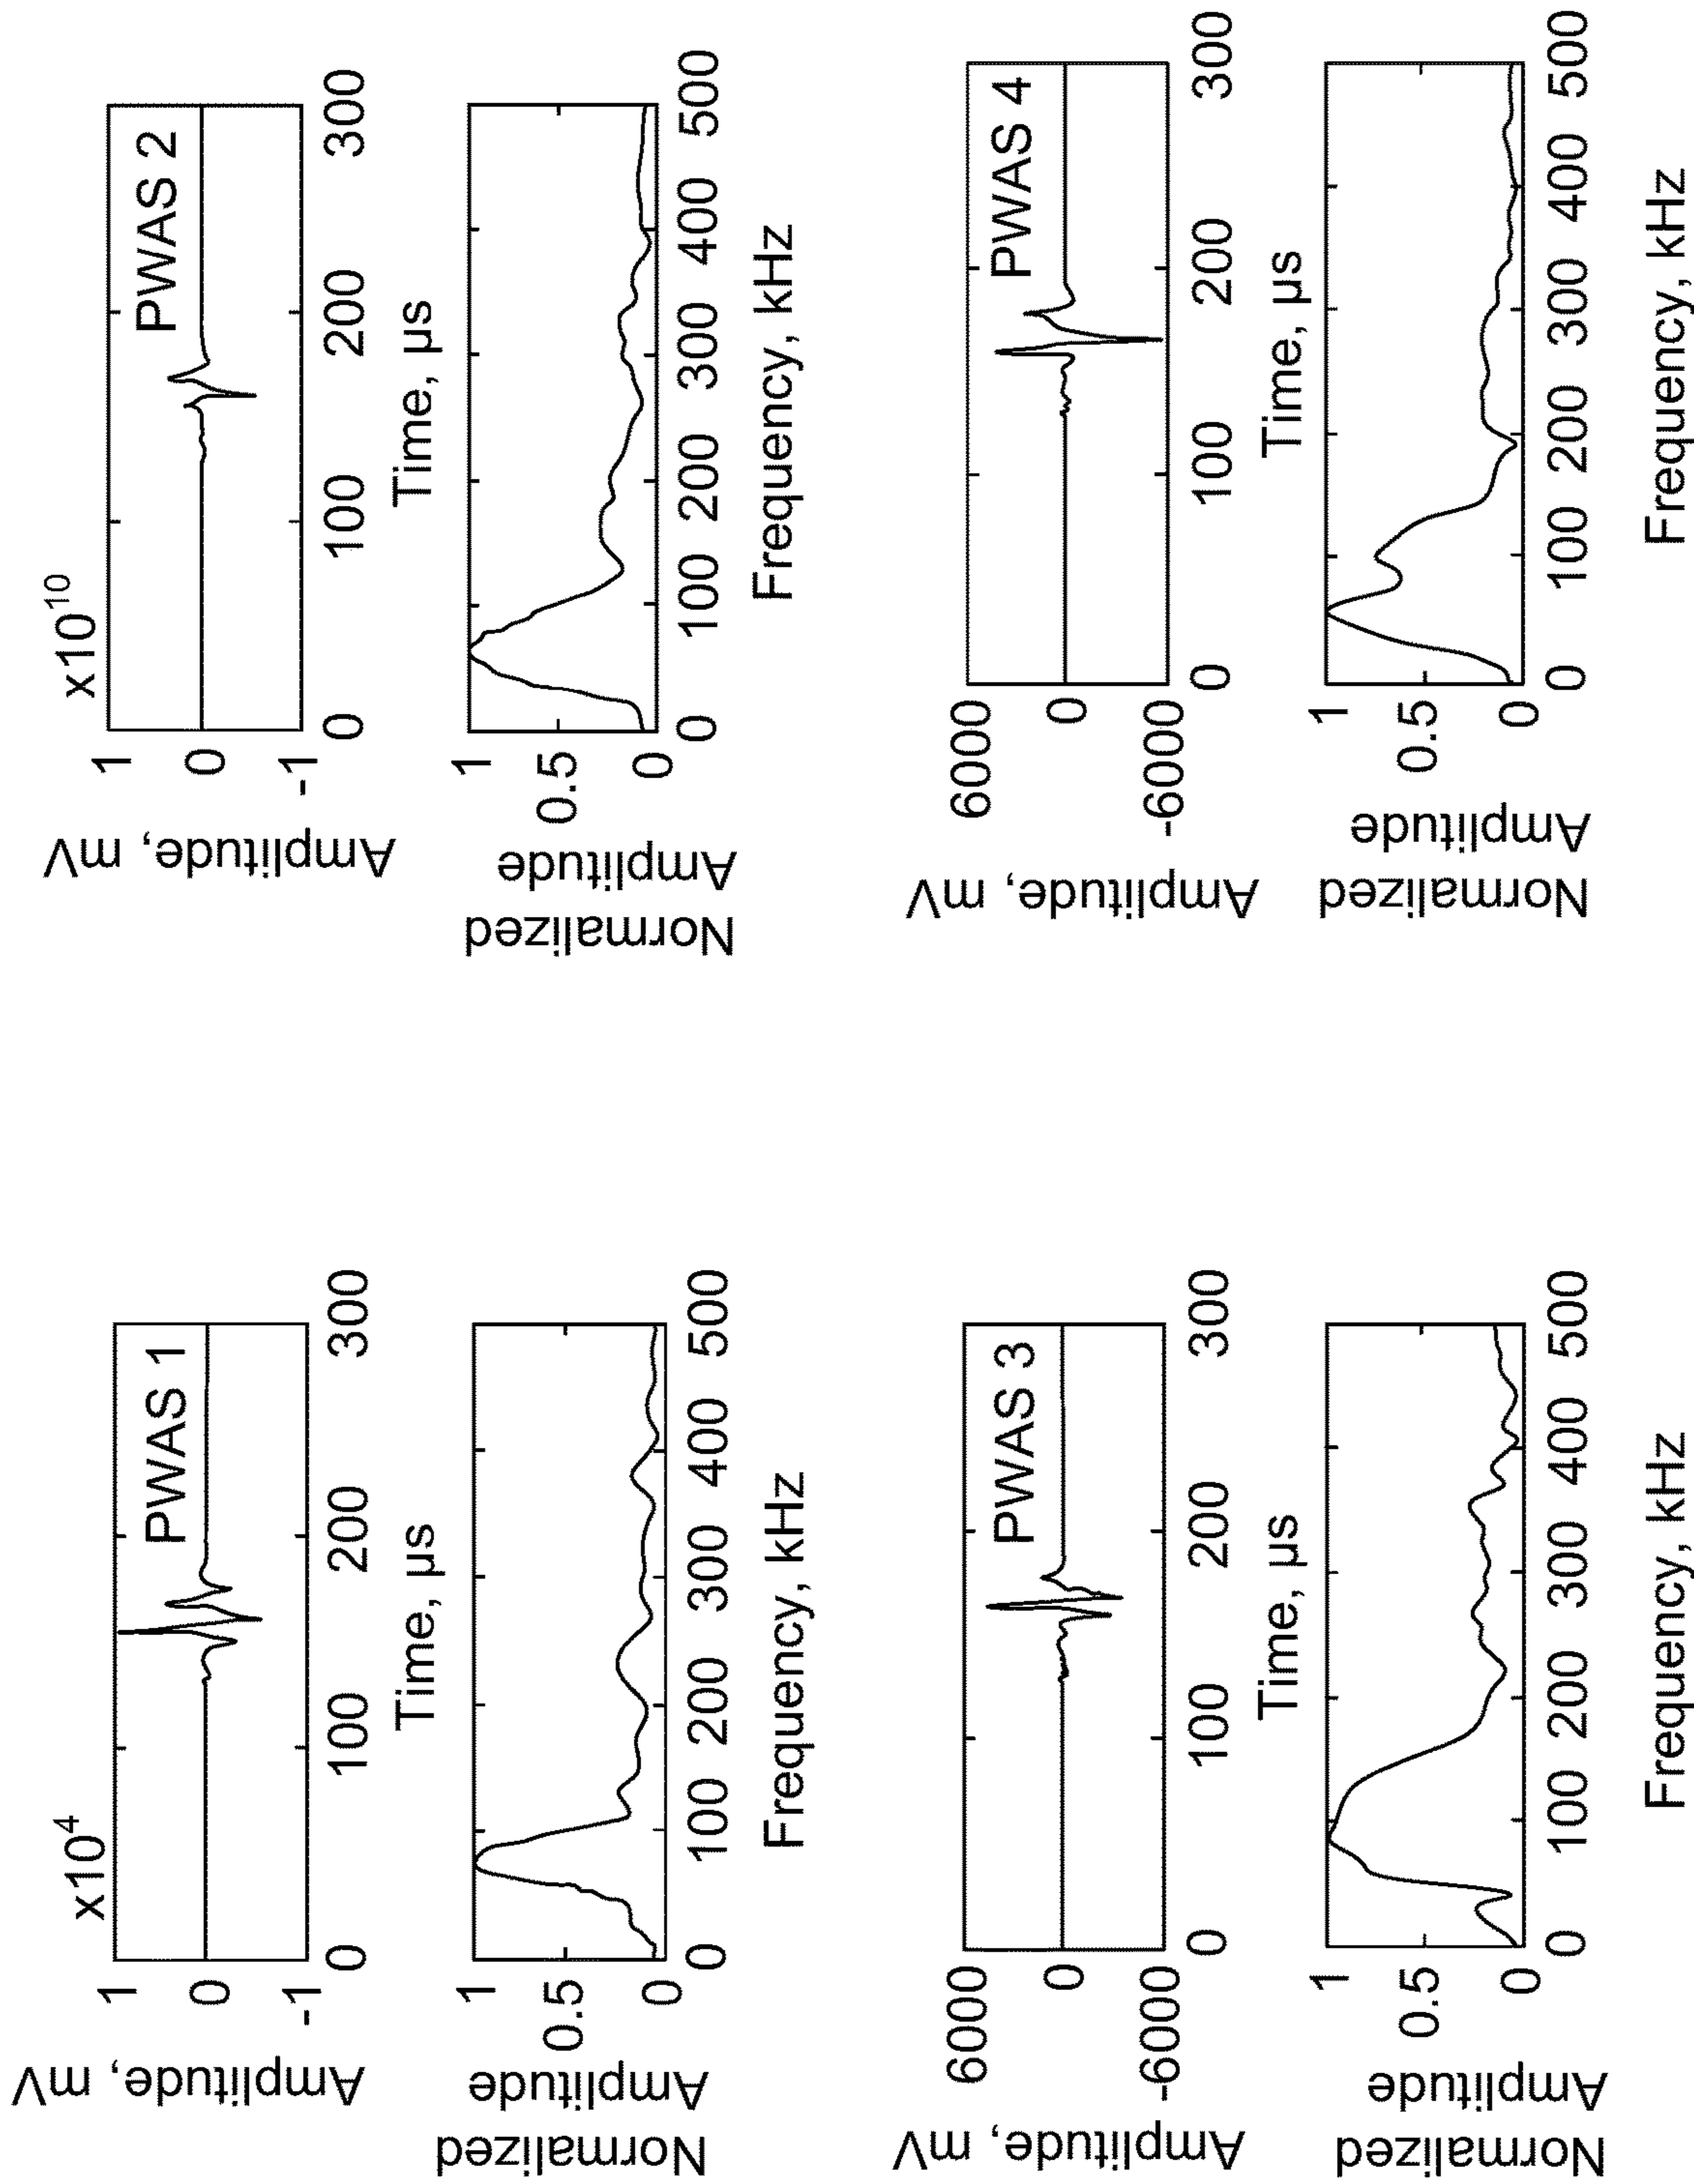 x10⁴
PWAS 1
Amplitude, mV
1
0
-1
0 100 200 300
Time, µs
Normalized
Amplitude
1
0.5
0
0 100 200 300 400 500
Frequency, kHz
x10¹⁰
PWAS 2
Amplitude, mV
1
0
-1
0 100 200 300
Time, µs
Normalized
Amplitude
1
0.5
0
0 100 200 300 400 500
Frequency, kHz
PWAS 3
Amplitude, mV
6000
0
-6000
0 100 200 300
Time, µs
Normalized
Amplitude
1
0.5
0
0 100 200 300 400 500
Frequency, kHz
PWAS 4
Amplitude, mV
6000
0
-6000
0 100 200 300
Time, µs
Normalized
Amplitude
1
0.5
0
0 100 200 300 400 500
Frequency, kHz